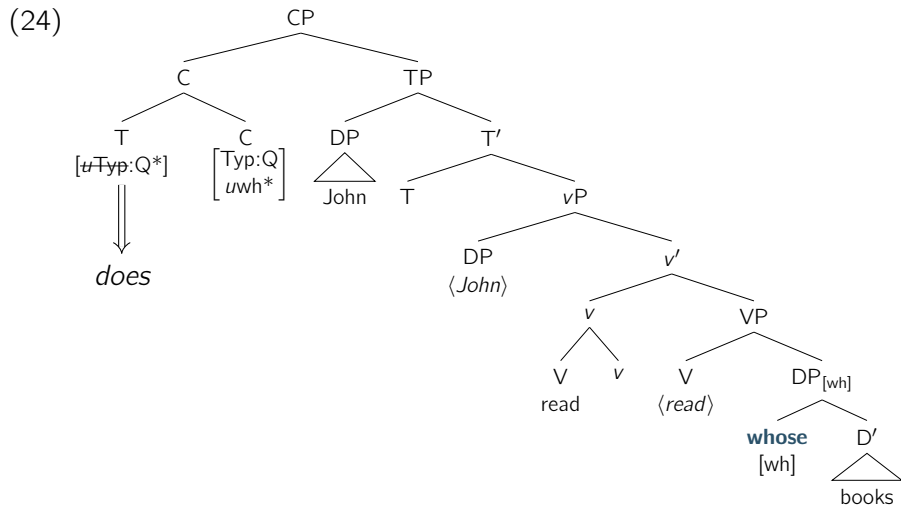 (24)
CP
C TP
T C DP T′
[u̶T̶y̶p̶:Q*] [Typ:Q
uwh*] John T vP
does DP v′
⟨John⟩ v VP
V v V DP[wh]
read ⟨read⟩ whose D′
[wh] books